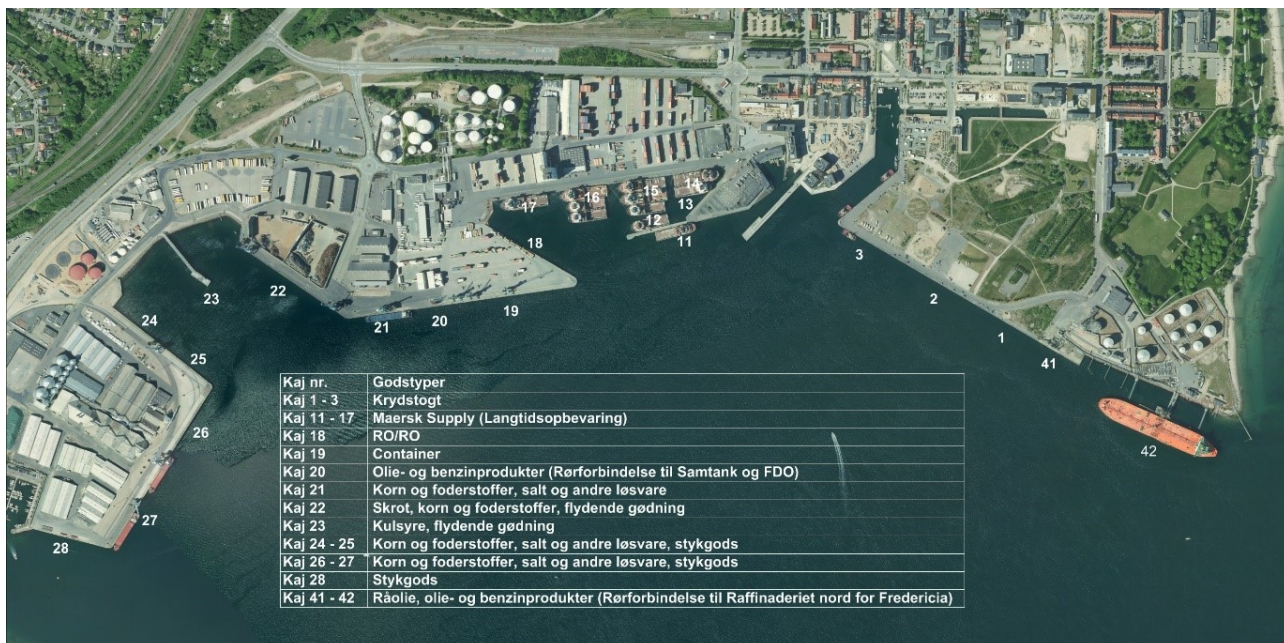 17
16
15
14
13
12
11
18
19
20
21
22
23
24
25
26
27
28
3
2
1
41
42
Kaj nr. Godstyper
Kaj 1 - 3 Krydstogt
Kaj 11 - 17 Maersk Supply (Langtidsopbevaring)
Kaj 18 RO/RO
Kaj 19 Container
Kaj 20 Olie- og benzinprodukter (Rørforbindelse til Samtank og FDO)
Kaj 21 Korn og foderstoffer, salt og andre løsvare
Kaj 22 Skrot, korn og foderstoffer, flydende gødning
Kaj 23 Kulsyre, flydende gødning
Kaj 24 - 25 Korn og foderstoffer, salt og andre løsvare, stykgods
Kaj 26 - 27 Korn og foderstoffer, salt og andre løsvare, stykgods
Kaj 28 Stykgods
Kaj 41 - 42 Råolie, olie- og benzinprodukter (Rørforbindelse til Raffinaderiet nord for Fredericia)